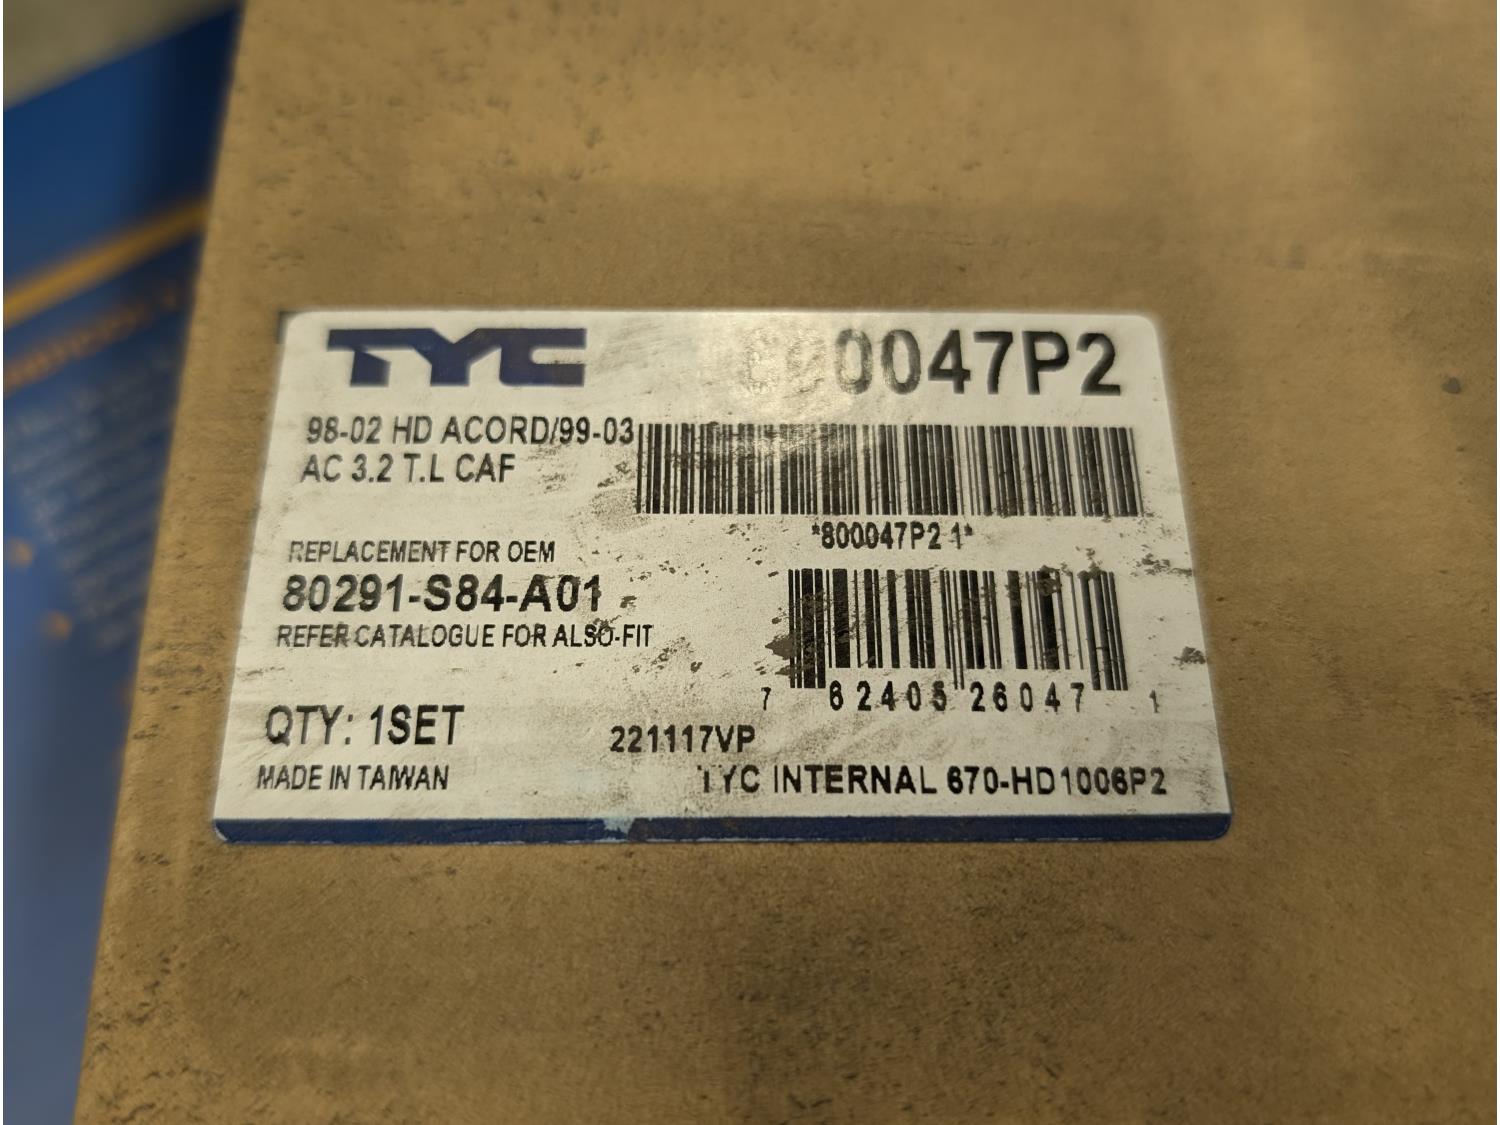 TYC
800047P2
98-02 HD ACORD/99-03
AC 3.2 T.L CAF
*800047P2 1*
REPLACEMENT FOR OEM
80291-S84-A01
REFER CATALOGUE FOR ALSO-FIT
7 62405 26047 1
QTY: 1SET
221117VP
MADE IN TAIWAN
TYC INTERNAL 670-HD1006P2